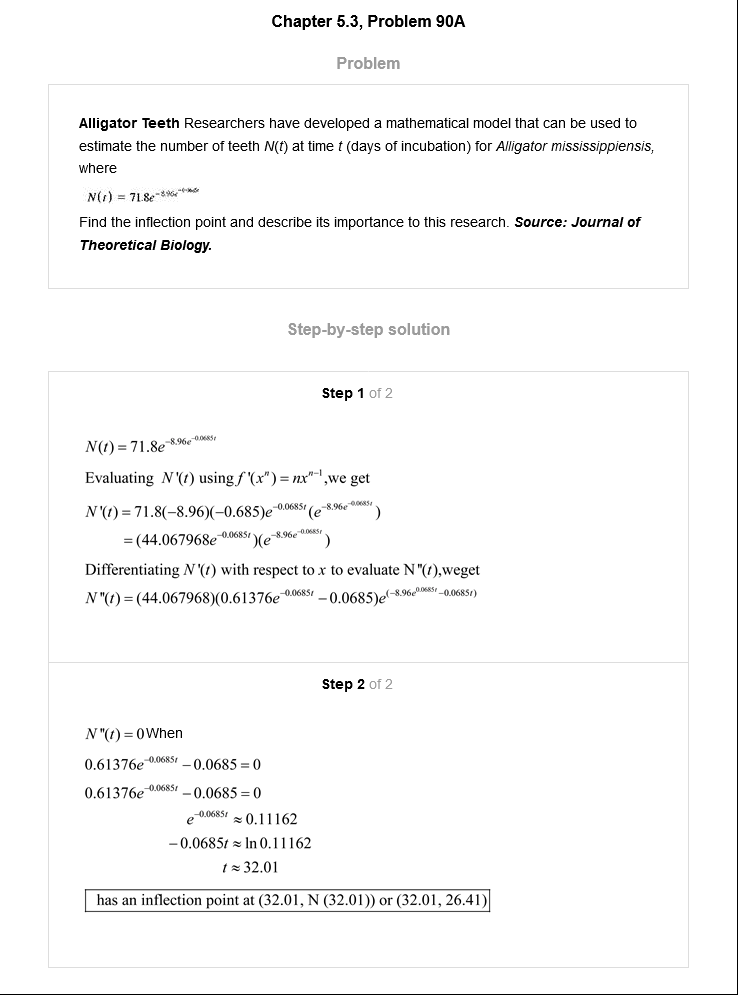 Chapter 5.3, Problem 90A
Problem
Alligator Teeth Researchers have developed a mathematical model that can be used to
estimate the number of teeth N(t) at time t (days of incubation) for Alligator mississippiensis,
where
N(t) = 71.8e^{-8.96e^{-0.0685t}}
Find the inflection point and describe its importance to this research. Source: Journal of
Theoretical Biology.
Step-by-step solution
Step 1 of 2
N(t) = 71.8e^{-8.96e^{-0.0685t}}
Evaluating N'(t) using f'(x^n) = nx^{n-1},we get
N'(t) = 71.8(-8.96)(-0.685)e^{-0.0685t}(e^{-8.96e^{-0.0685t}})
= (44.067968e^{-0.0685t})(e^{-8.96e^{-0.0685t}})
Differentiating N'(t) with respect to x to evaluate N"(t),weget
N"(t) = (44.067968)(0.61376e^{-0.0685t} - 0.0685)e^{(-8.96e^{0.0685t} - 0.0685t)}
Step 2 of 2
N"(t) = 0When
0.61376e^{-0.0685t} - 0.0685 = 0
0.61376e^{-0.0685t} - 0.0685 = 0
e^{-0.0685t} ≈ 0.11162
-0.0685t ≈ ln 0.11162
t ≈ 32.01
has an inflection point at (32.01, N (32.01)) or (32.01, 26.41)